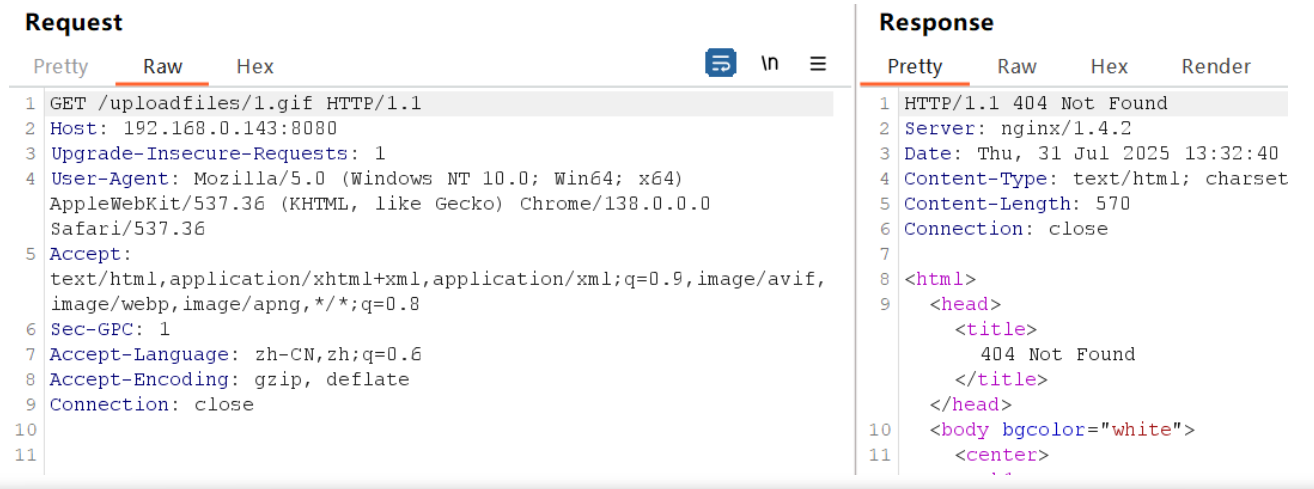 Request
Pretty Raw Hex \n
1 GET /uploadfiles/1.gif HTTP/1.1
2 Host: 192.168.0.143:8080
3 Upgrade-Insecure-Requests: 1
4 User-Agent: Mozilla/5.0 (Windows NT 10.0; Win64; x64)
AppleWebKit/537.36 (KHTML, like Gecko) Chrome/138.0.0.0
Safari/537.36
5 Accept:
text/html,application/xhtml+xml,application/xml;q=0.9,image/avif,
image/webp,image/apng,*/*;q=0.8
6 Sec-GPC: 1
7 Accept-Language: zh-CN,zh;q=0.6
8 Accept-Encoding: gzip, deflate
9 Connection: close
10
11
Response
Pretty Raw Hex Render
1 HTTP/1.1 404 Not Found
2 Server: nginx/1.4.2
3 Date: Thu, 31 Jul 2025 13:32:40
4 Content-Type: text/html; charset
5 Content-Length: 570
6 Connection: close
7
8 <html>
9 <head>
<title>
404 Not Found
</title>
</head>
10 <body bgcolor="white">
11 <center>